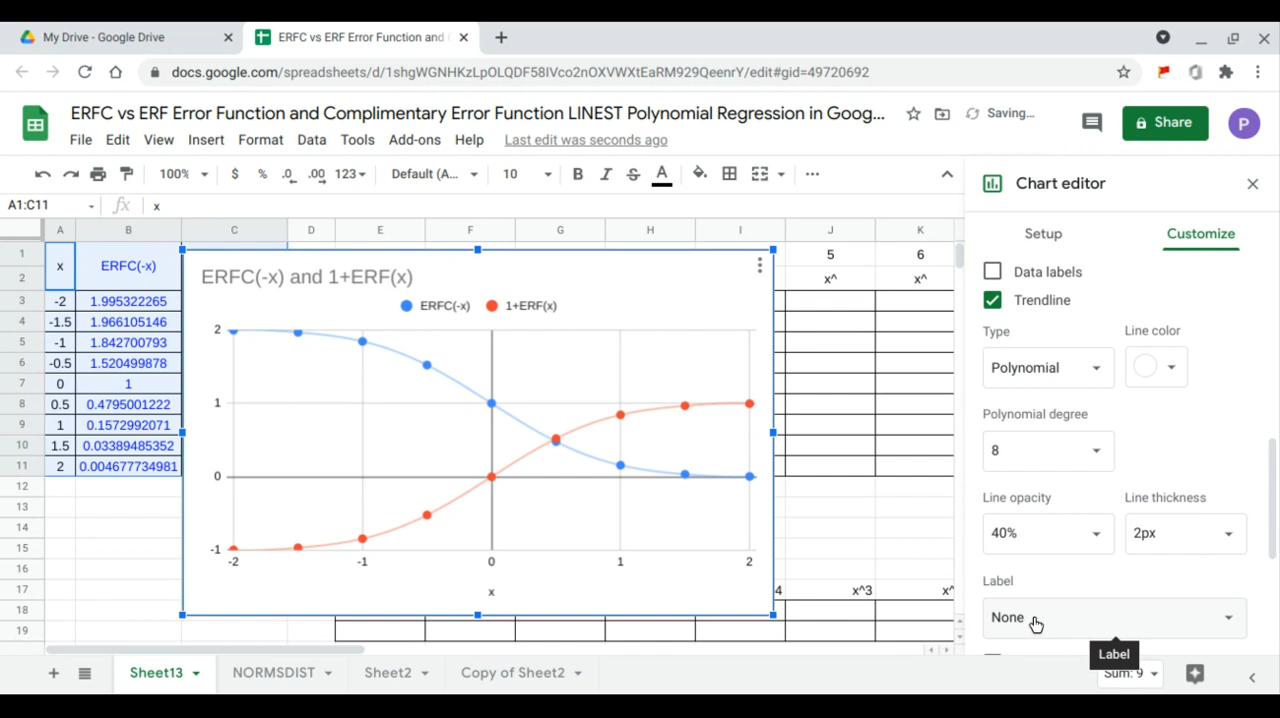 My Drive - Google Drive
ERFC vs ERF Error Function and
docs.google.com/spreadsheets/d/1shgWGNHKzLpOLQDF58IVco2nOXVWXtEaRM929QeenrY/edit#gid=49720692
ERFC vs ERF Error Function and Complimentary Error Function LINEST Polynomial Regression in Goog...
Saving...
Share
P
File Edit View Insert Format Data Tools Add-ons Help Last edit was seconds ago
100% $ % .0 .00 123 Default (A... 10 B I S A
Chart editor
A1:C11 fx x
Setup Customize
A B C D E F G H I J K
1 5 6
x ERFC(-x)
2 x^ x^
3 -2 1.995322265
4 -1.5 1.966105146
5 -1 1.842700793
6 -0.5 1.520499878
7 0 1
8 0.5 0.4795001222
9 1 0.1572992071
10 1.5 0.03389485352
11 2 0.004677734981
12
13
14
15
16
17 4 x^3 x^
18
19
ERFC(-x) and 1+ERF(x)
ERFC(-x) 1+ERF(x)
2
1
0
-1
-2 -1 0 1 2
x
Data labels
Trendline
Type Line color
Polynomial
Polynomial degree
8
Line opacity Line thickness
40% 2px
Label
None
Label
Sheet13 NORMSDIST Sheet2 Copy of Sheet2 Sum: 9